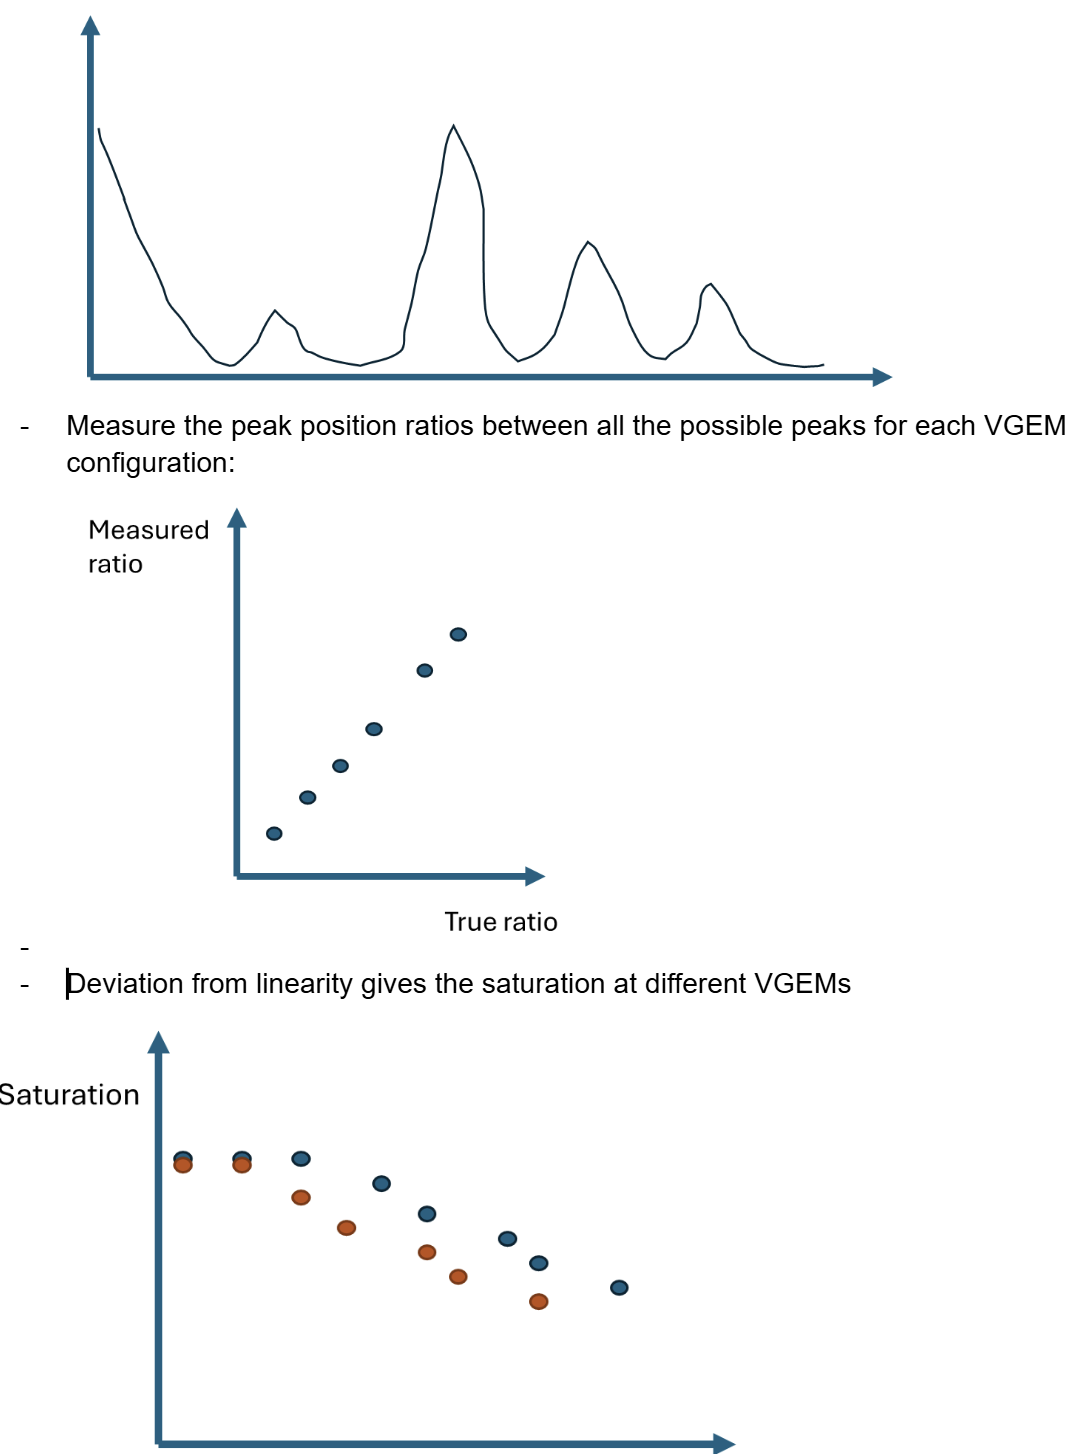 - Measure the peak position ratios between all the possible peaks for each VGEM
configuration:
Measured
ratio
True ratio
-
- Deviation from linearity gives the saturation at different VGEMs
Saturation